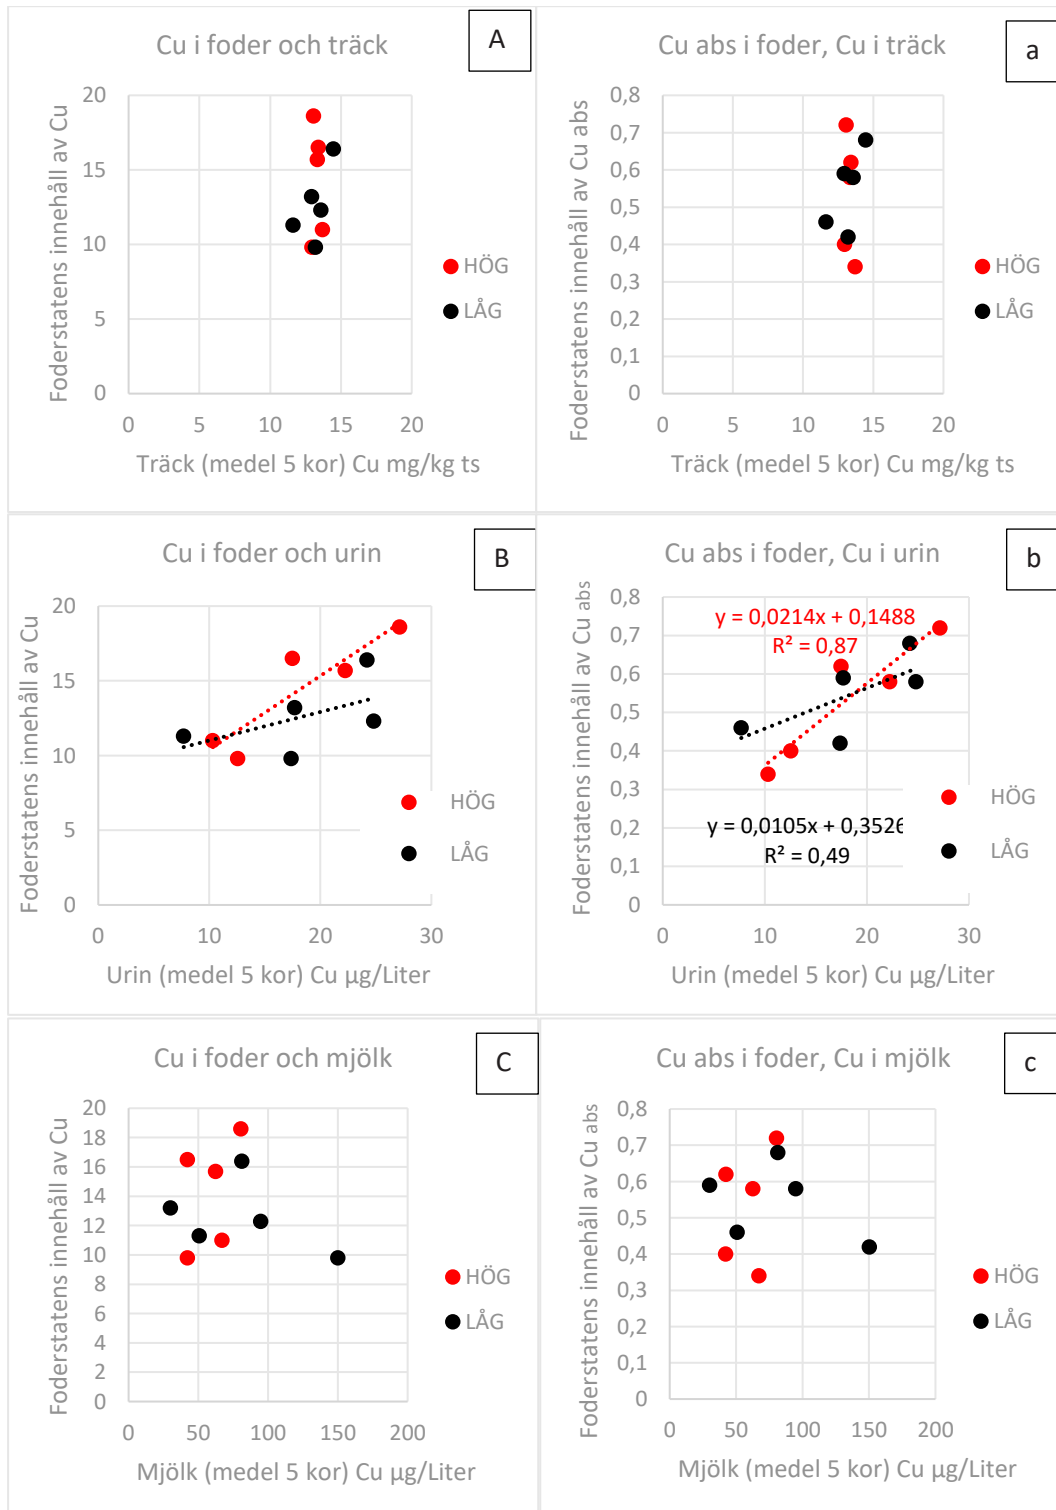 Cu i foder och träck
A
Foderstatens innehåll av Cu
20
15
10
5
0
0 5 10 15 20
Träck (medel 5 kor) Cu mg/kg ts
HÖG
LÅG
Cu abs i foder, Cu i träck
a
Foderstatens innehåll av Cu abs
0,8
0,7
0,6
0,5
0,4
0,3
0,2
0,1
0
0 5 10 15 20
Träck (medel 5 kor) Cu mg/kg ts
HÖG
LÅG
Cu i foder och urin
B
Foderstatens innehåll av Cu
20
15
10
5
0
0 10 20 30
Urin (medel 5 kor) Cu µg/Liter
HÖG
LÅG
Cu abs i foder, Cu i urin
b
Foderstatens innehåll av Cu abs
0,8
0,7
0,6
0,5
0,4
0,3
0,2
0,1
0
y = 0,0214x + 0,1488
R² = 0,87
y = 0,0105x + 0,3526
R² = 0,49
0 10 20 30
Urin (medel 5 kor) Cu µg/Liter
HÖG
LÅG
Cu i foder och mjölk
C
Foderstatens innehåll av Cu
20
18
16
14
12
10
8
6
4
2
0
0 50 100 150 200
Mjölk (medel 5 kor) Cu µg/Liter
HÖG
LÅG
Cu abs i foder, Cu i mjölk
c
Foderstatens innehåll av Cu abs
0,8
0,7
0,6
0,5
0,4
0,3
0,2
0,1
0
0 50 100 150 200
Mjölk (medel 5 kor) Cu µg/Liter
HÖG
LÅG